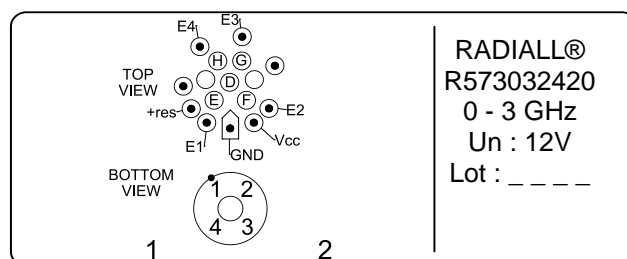 E4
E3
H
G
TOP
VIEW
D
E
F
+res
E2
E1
Vcc
GND
BOTTOM
VIEW
1
2
4
3
1
2
RADIALL®
R573032420
0 - 3 GHz
Un : 12V
Lot : _ _ _ _